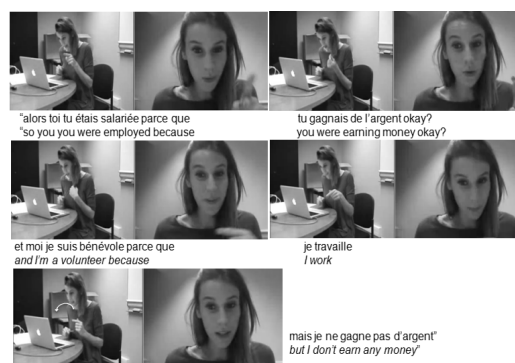 "alors toi tu étais salariée parce que
"so you you were employed because
tu gagnais de l'argent okay?
you were earning money okay?
et moi je suis bénévole parce que
and I'm a volunteer because
je travaille
I work
mais je ne gagne pas d'argent"
but I don't earn any money"